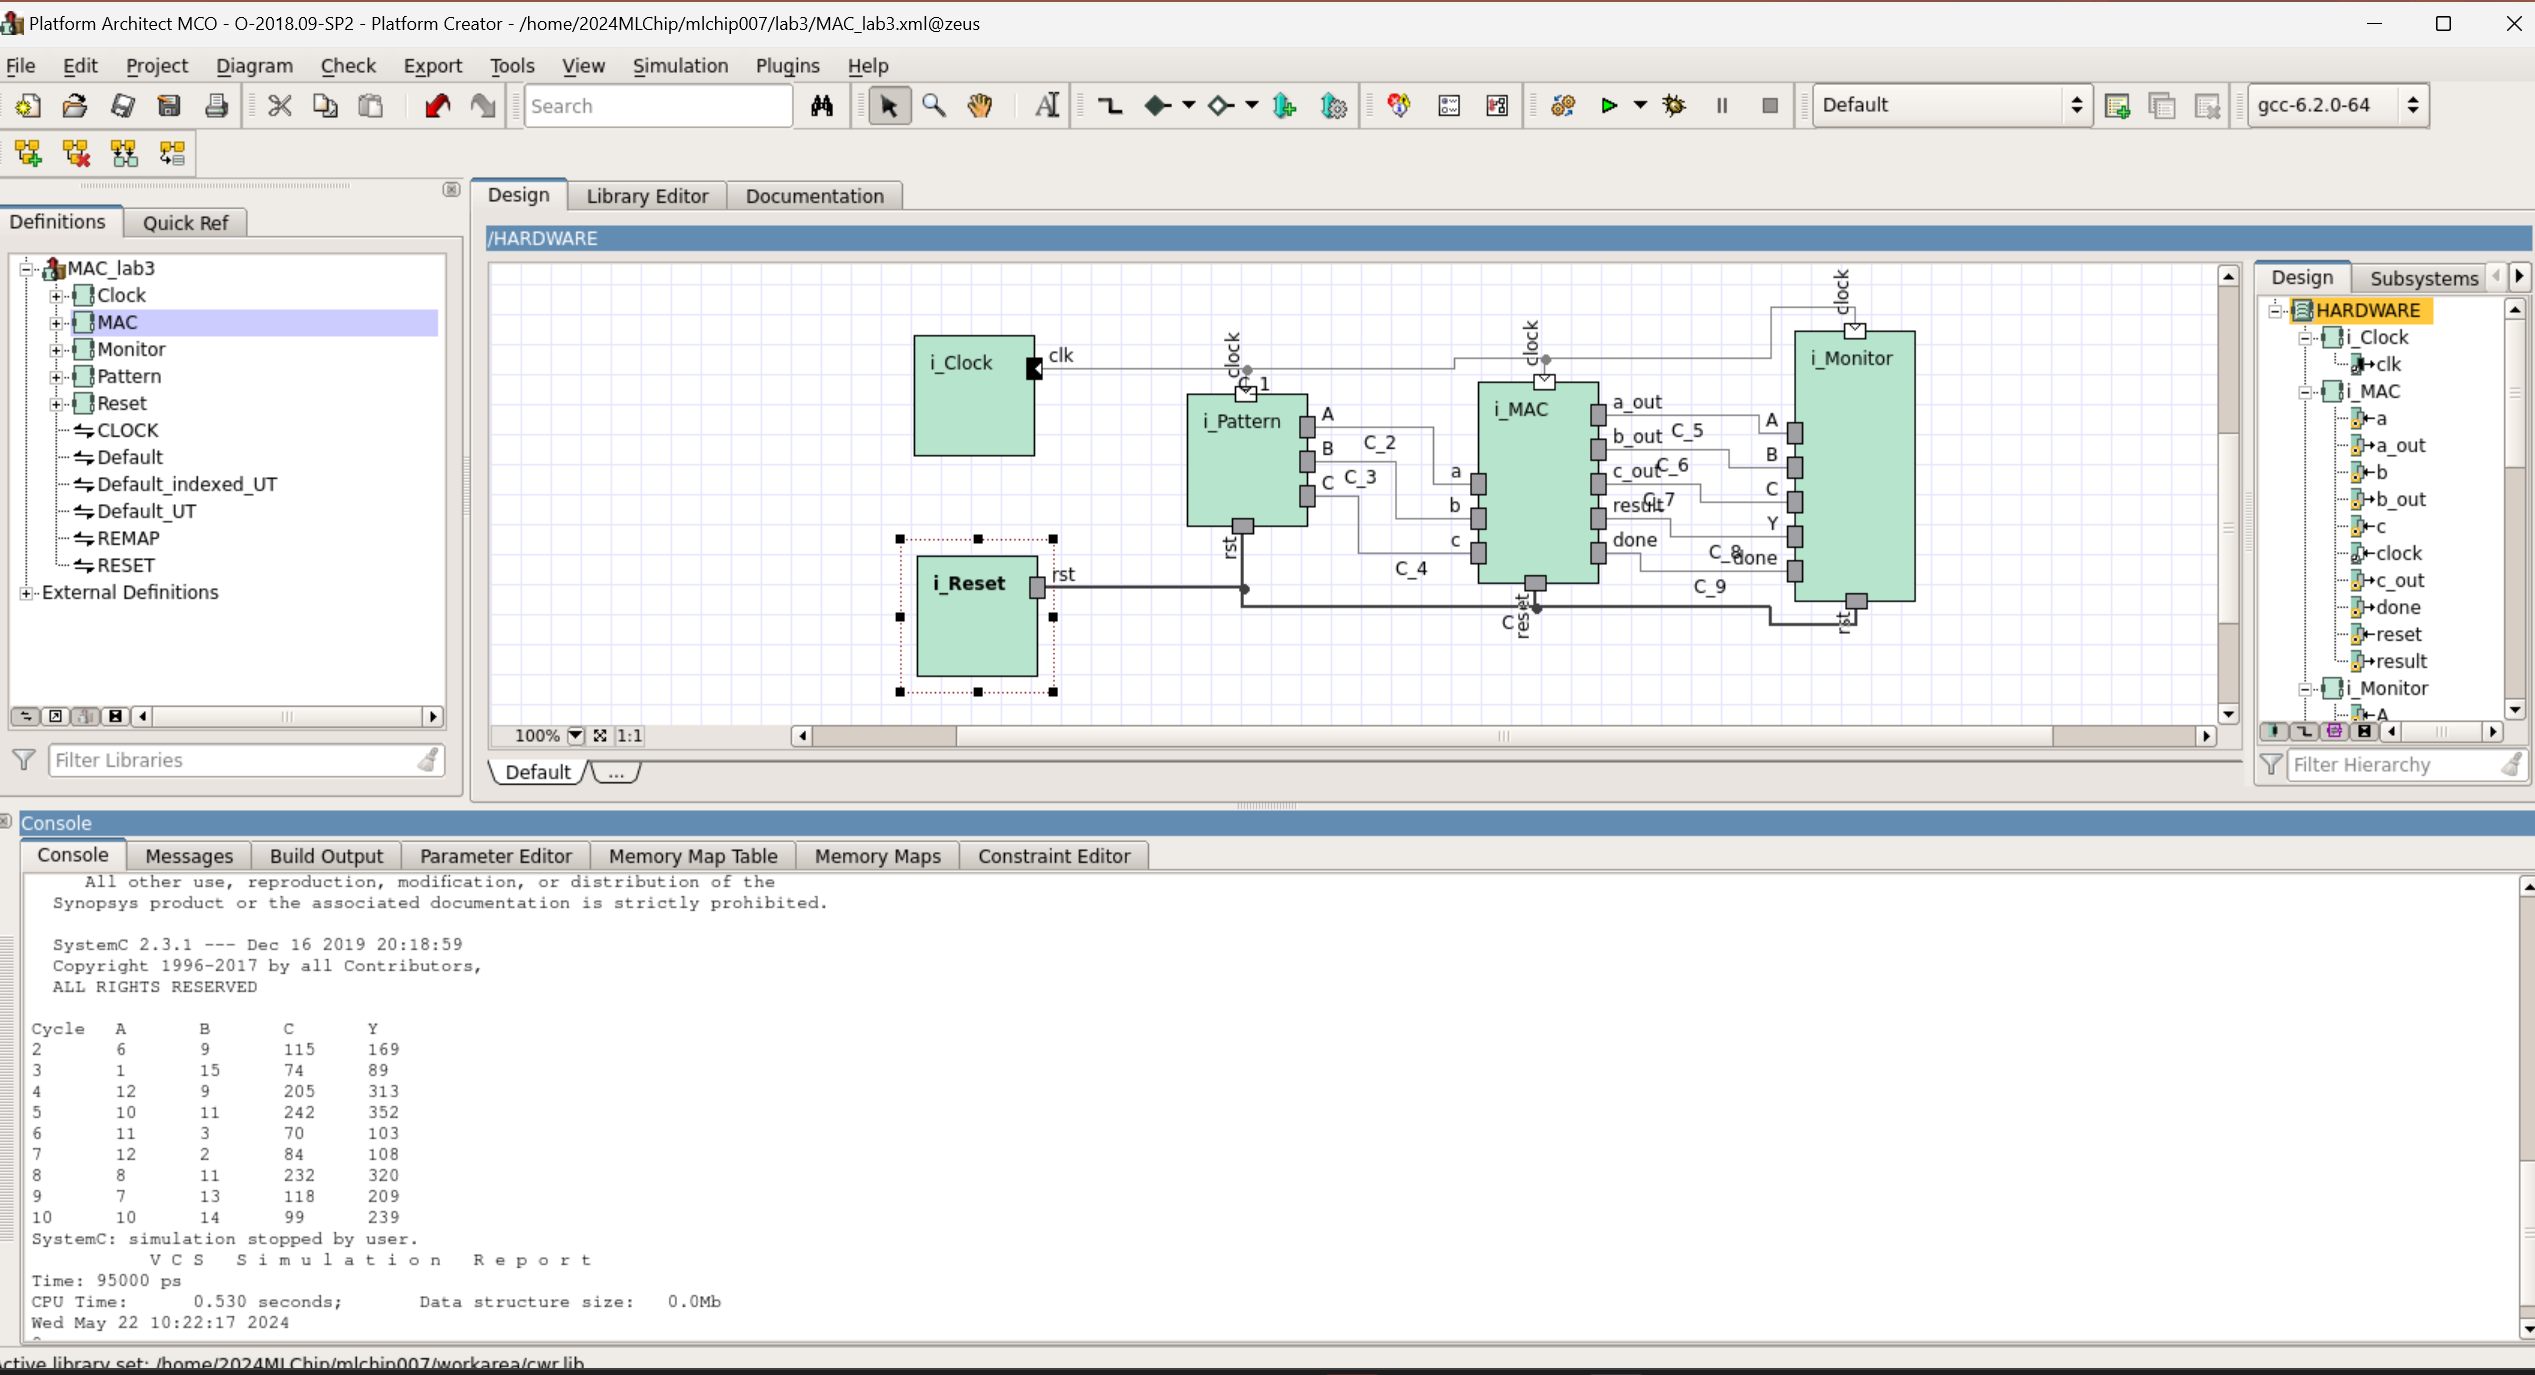 Platform Architect MCO - O-2018.09-SP2 - Platform Creator - /home/2024MLChip/mlchip007/lab3/MAC_lab3.xml@zeus
File Edit Project Diagram Check Export Tools View Simulation Plugins Help
Search Default gcc-6.2.0-64
Definitions Quick Ref
MAC_lab3
Clock
MAC
Monitor
Pattern
Reset
CLOCK
Default
Default_indexed_UT
Default_UT
REMAP
RESET
External Definitions
Filter Libraries
Design Library Editor Documentation
/HARDWARE
i_Clock
clk
clock
C_1
i_Pattern
A
B
C
rst
C_2
C_3
C_4
clock
i_MAC
a
b
c
a_out
b_out
c_out
result
done
reset
C
C_5
C_6
C_7
C_8
C_9
clock
i_Monitor
A
B
C
Y
done
rst
i_Reset
rst
100% 1:1
Default ...
Design Subsystems
HARDWARE
i_Clock
clk
i_MAC
a
a_out
b
b_out
c
clock
c_out
done
reset
result
i_Monitor
A
Filter Hierarchy
Console
Console Messages Build Output Parameter Editor Memory Map Table Memory Maps Constraint Editor
All other use, reproduction, modification, or distribution of the
Synopsys product or the associated documentation is strictly prohibited.
SystemC 2.3.1 --- Dec 16 2019 20:18:59
Copyright 1996-2017 by all Contributors,
ALL RIGHTS RESERVED
Cycle A B C Y
2 6 9 115 169
3 1 15 74 89
4 12 9 205 313
5 10 11 242 352
6 11 3 70 103
7 12 2 84 108
8 8 11 232 320
9 7 13 118 209
10 10 14 99 239
SystemC: simulation stopped by user.
V C S   S i m u l a t i o n   R e p o r t
Time: 95000 ps
CPU Time: 0.530 seconds; Data structure size: 0.0Mb
Wed May 22 10:22:17 2024
ctive library set: /home/2024MLChip/mlchip007/workarea/cwr.lib